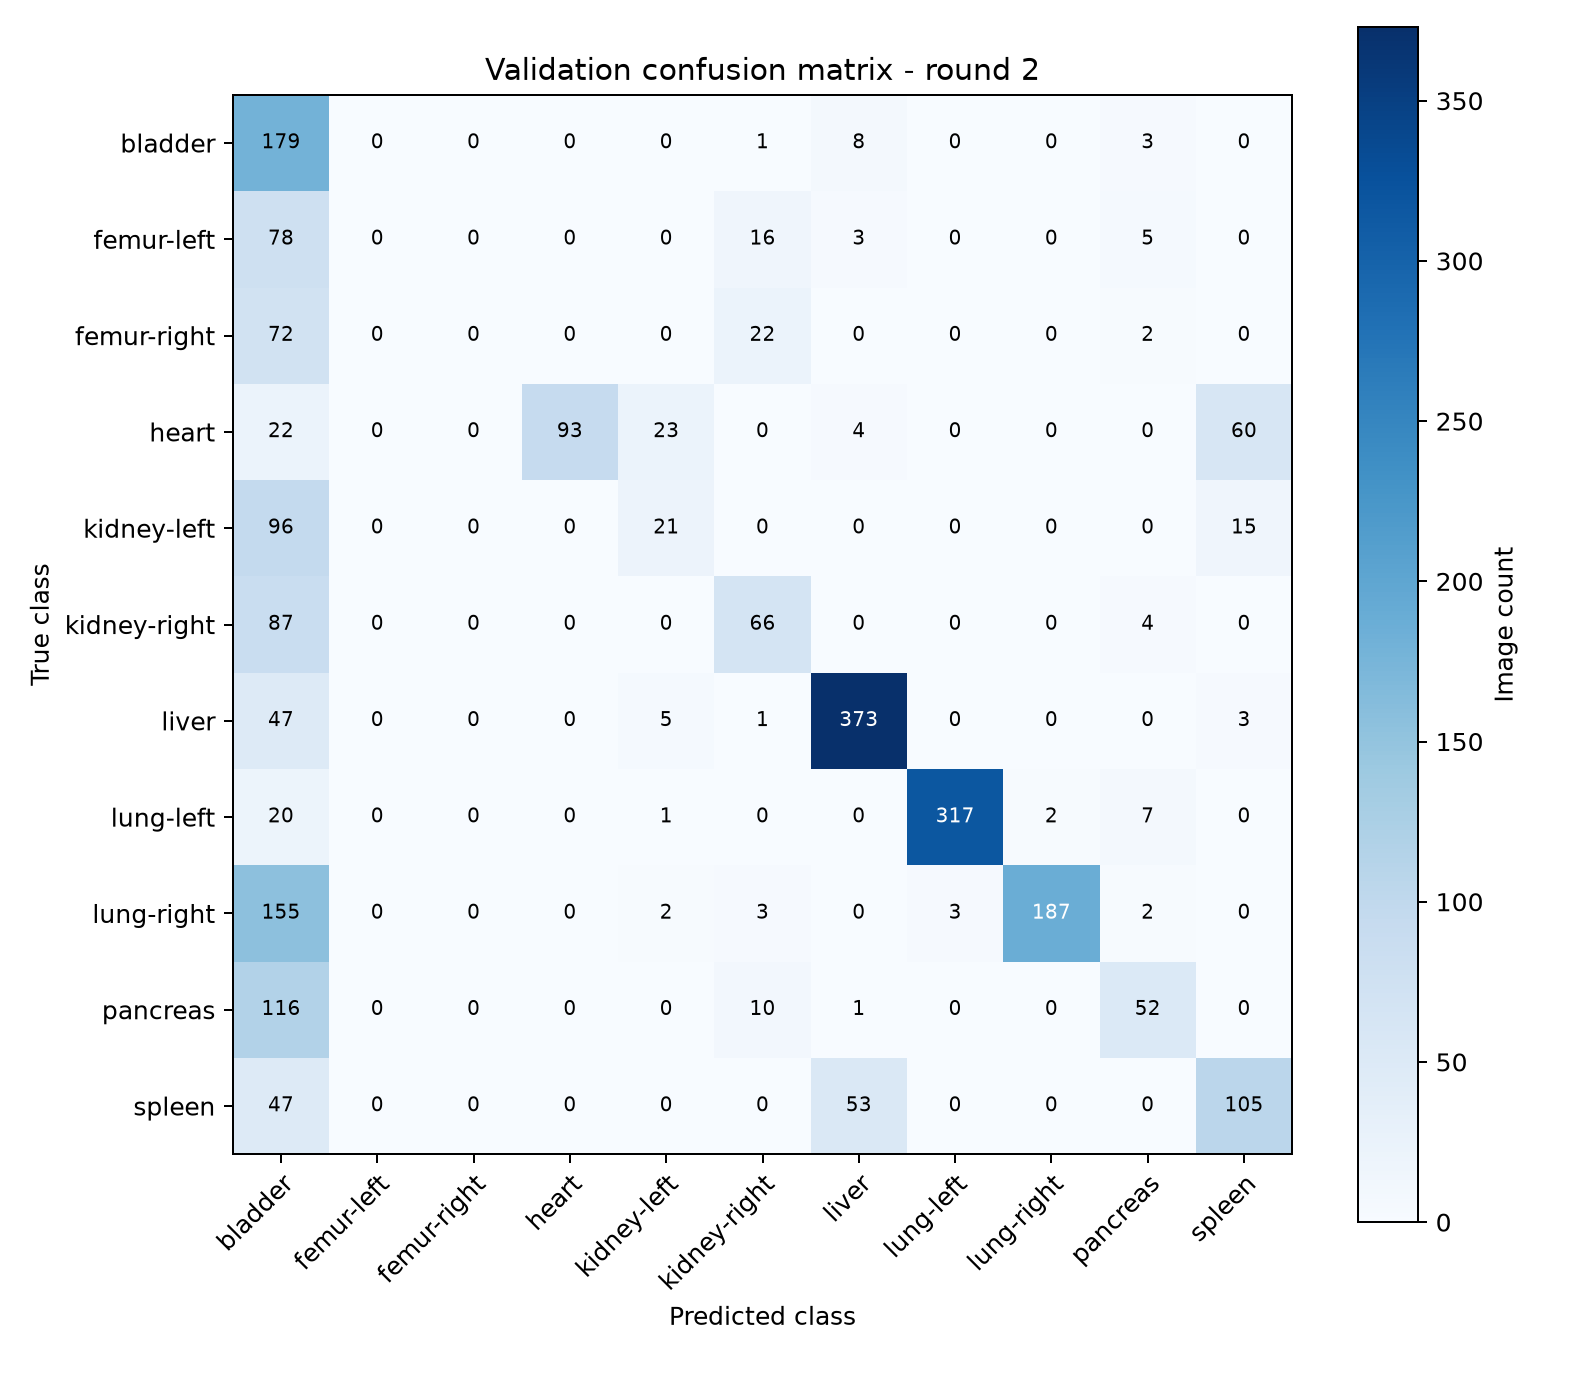 Validation confusion matrix - round 2
bladder 179 0 0 0 0 1 8 0 0 3 0
femur-left 78 0 0 0 0 16 3 0 0 5 0
femur-right 72 0 0 0 0 22 0 0 0 2 0
heart 22 0 0 93 23 0 4 0 0 0 60
kidney-left 96 0 0 0 21 0 0 0 0 0 15
kidney-right 87 0 0 0 0 66 0 0 0 4 0
liver 47 0 0 0 5 1 373 0 0 0 3
lung-left 20 0 0 0 1 0 0 317 2 7 0
lung-right 155 0 0 0 2 3 0 3 187 2 0
pancreas 116 0 0 0 0 10 1 0 0 52 0
spleen 47 0 0 0 0 0 53 0 0 0 105
bladder femur-left femur-right heart kidney-left kidney-right liver lung-left lung-right pancreas spleen
Predicted class
True class
350
300
250
200
150
100
50
0
Image count